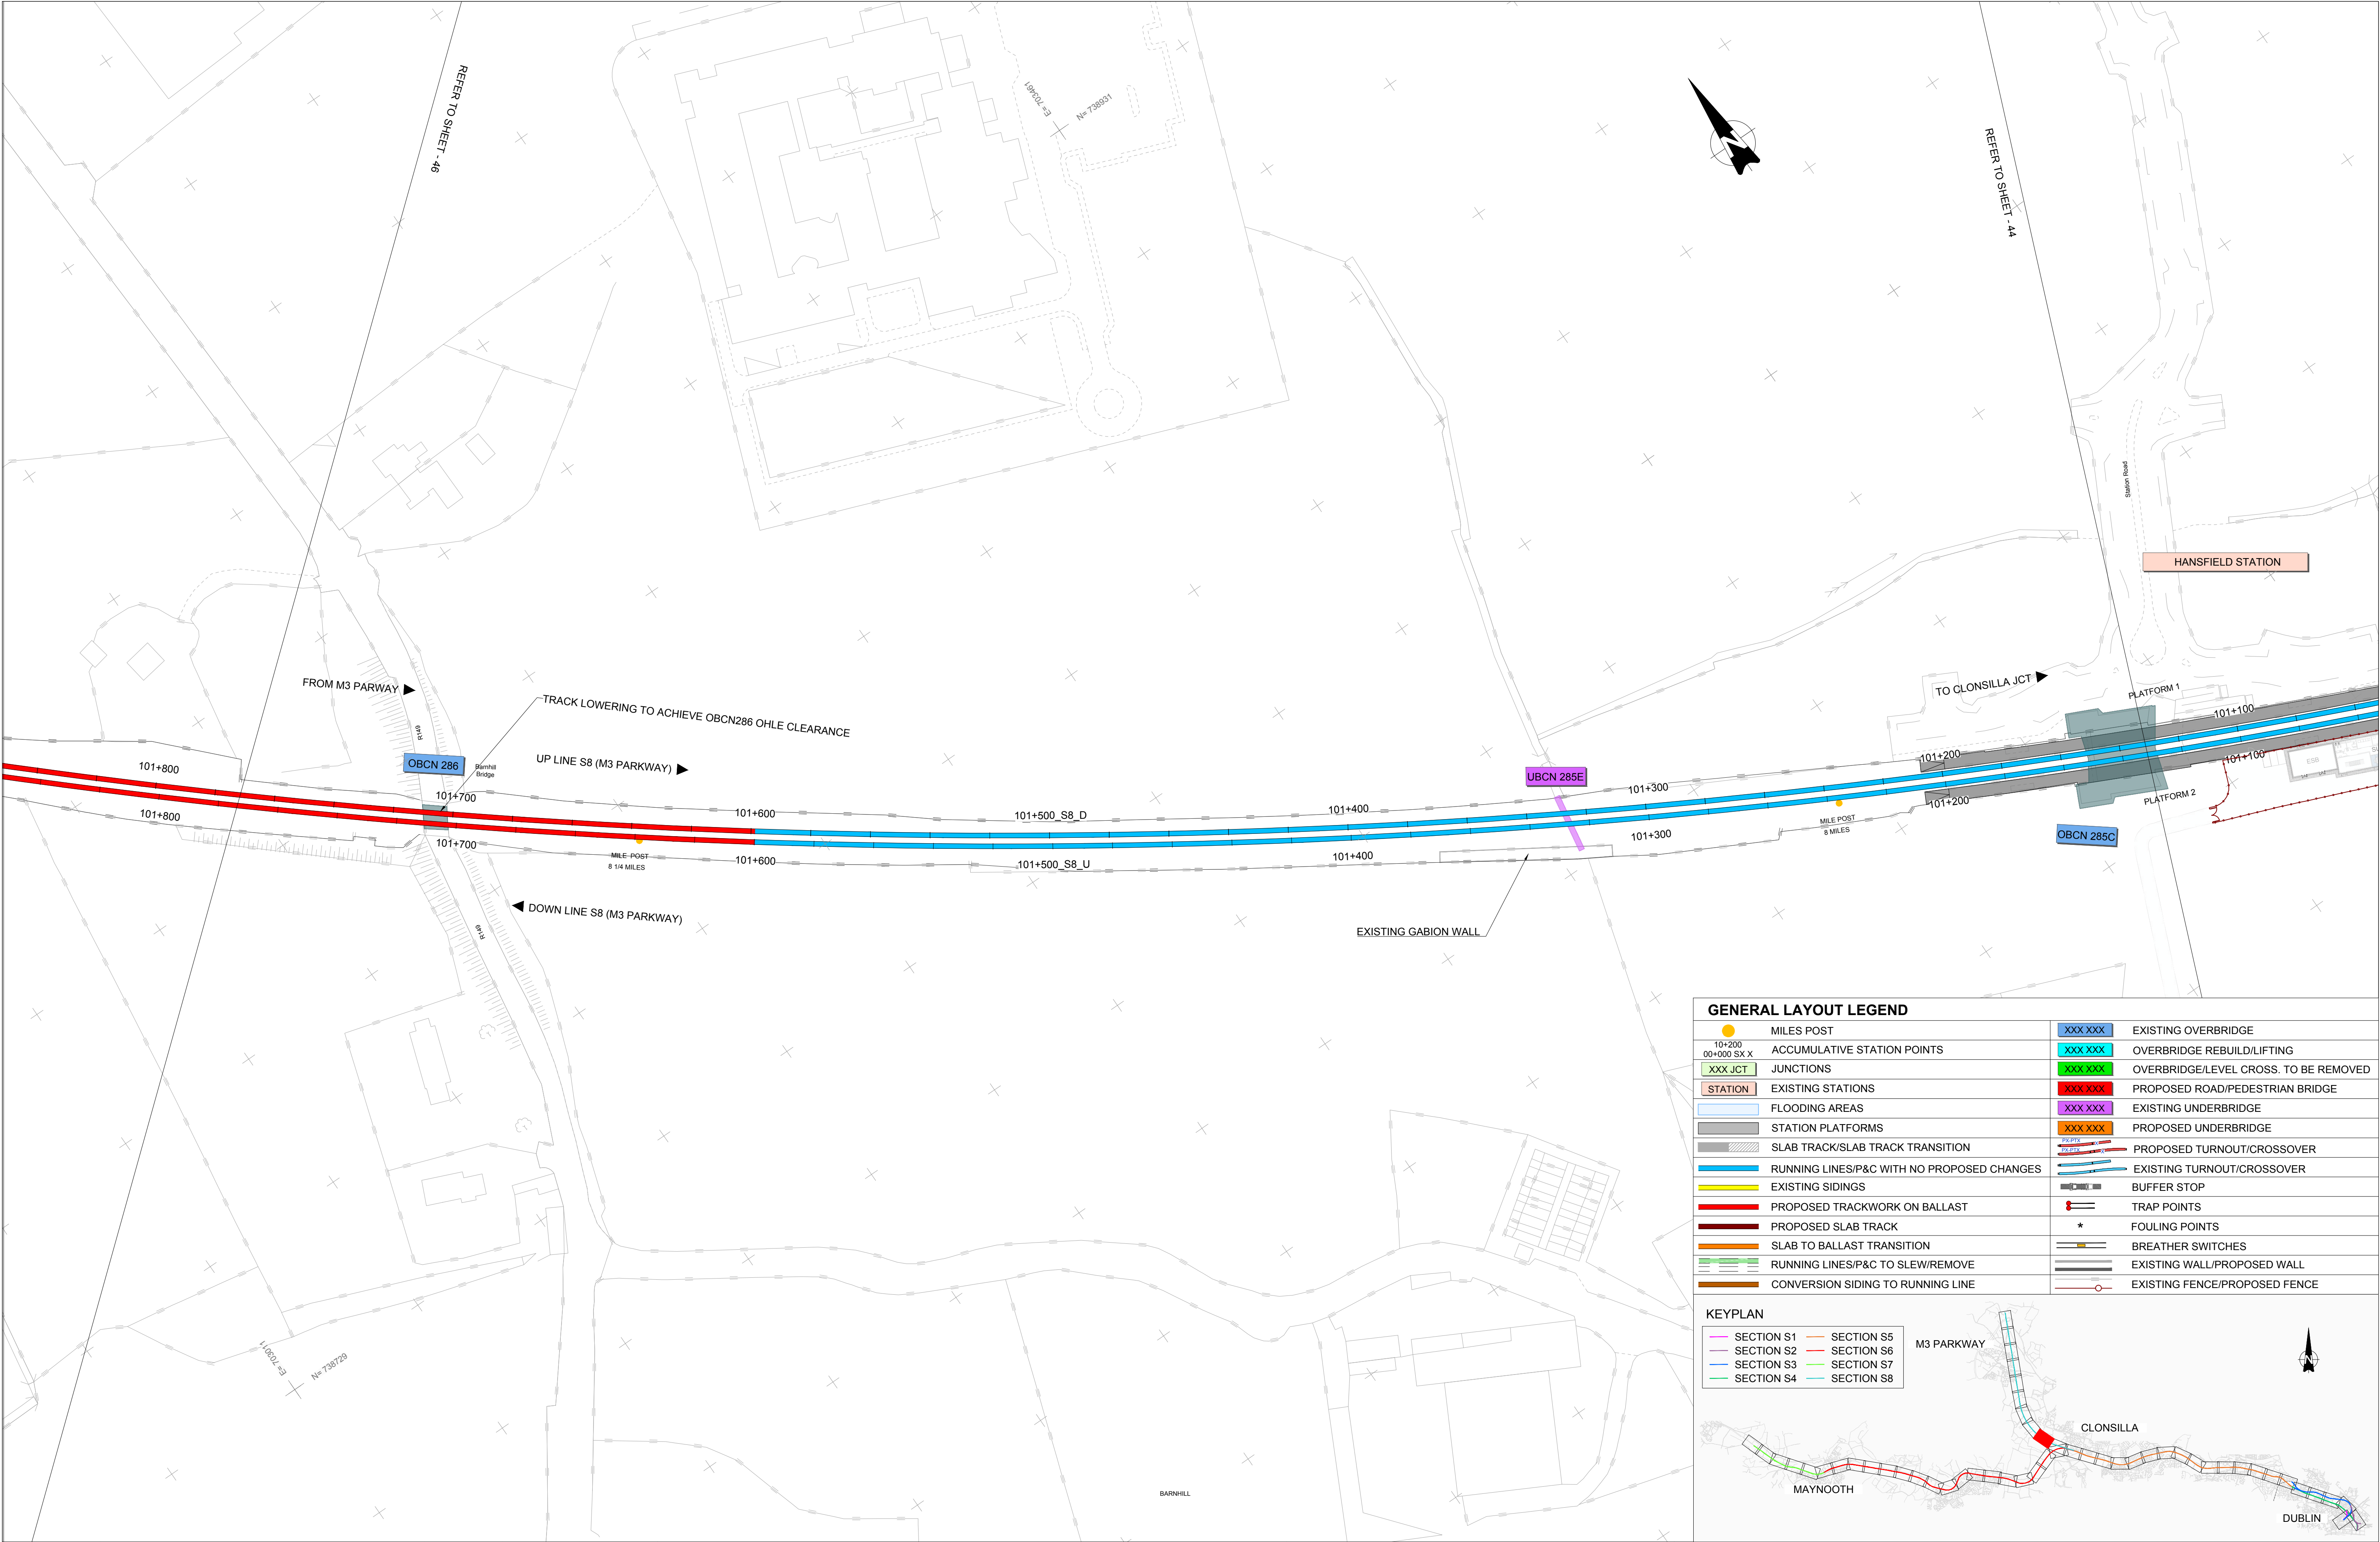 REFER TO SHEET - 46
E= 703461
N= 738931
REFER TO SHEET - 44
Station Road
HANSFIELD STATION
FROM M3 PARWAY
R149
TRACK LOWERING TO ACHIEVE OBCN286 OHLE CLEARANCE
TO CLONSILLA JCT
PLATFORM 1
OBCN 286
Barnhill
Bridge
UP LINE S8 (M3 PARKWAY)
UBCN 285E
101+800
101+700
101+600
101+500_S8_D
101+400
101+300
101+200
101+100
101+800
101+700
101+600
101+500_S8_U
101+400
101+300
101+200
101+100
ESB
MILE POST
8 1/4 MILES
MILE POST
8 MILES
PLATFORM 2
OBCN 285C
DOWN LINE S8 (M3 PARKWAY)
R149
EXISTING GABION WALL
E= 703011
N= 738729
BARNHILL
GENERAL LAYOUT LEGEND
MILES POST
10+200
00+000 SX X
ACCUMULATIVE STATION POINTS
XXX JCT
JUNCTIONS
STATION
EXISTING STATIONS
FLOODING AREAS
STATION PLATFORMS
SLAB TRACK/SLAB TRACK TRANSITION
RUNNING LINES/P&C WITH NO PROPOSED CHANGES
EXISTING SIDINGS
PROPOSED TRACKWORK ON BALLAST
PROPOSED SLAB TRACK
SLAB TO BALLAST TRANSITION
RUNNING LINES/P&C TO SLEW/REMOVE
CONVERSION SIDING TO RUNNING LINE
XXX XXX
EXISTING OVERBRIDGE
XXX XXX
OVERBRIDGE REBUILD/LIFTING
XXX XXX
OVERBRIDGE/LEVEL CROSS. TO BE REMOVED
XXX XXX
PROPOSED ROAD/PEDESTRIAN BRIDGE
XXX XXX
EXISTING UNDERBRIDGE
XXX XXX
PROPOSED UNDERBRIDGE
PX-PTX
PX-PTX
PROPOSED TURNOUT/CROSSOVER
EXISTING TURNOUT/CROSSOVER
BUFFER STOP
TRAP POINTS
*
FOULING POINTS
BREATHER SWITCHES
EXISTING WALL/PROPOSED WALL
EXISTING FENCE/PROPOSED FENCE
KEYPLAN
SECTION S1
SECTION S2
SECTION S3
SECTION S4
SECTION S5
SECTION S6
SECTION S7
SECTION S8
M3 PARKWAY
N
CLONSILLA
MAYNOOTH
DUBLIN